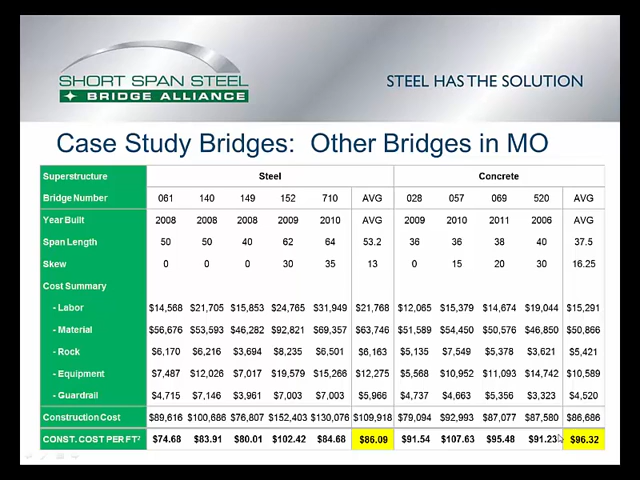 SHORT SPAN STEEL
BRIDGE ALLIANCE
STEEL HAS THE SOLUTION
Case Study Bridges: Other Bridges in MO
Superstructure Steel Concrete
Bridge Number 061 140 149 152 710 AVG 028 057 069 520 AVG
Year Built 2008 2008 2008 2009 2010 AVG 2009 2010 2011 2006 AVG
Span Length 50 50 40 62 64 53.2 36 36 38 40 37.5
Skew 0 0 0 30 35 13 0 15 20 30 16.25
Cost Summary
- Labor $14,568 $21,705 $15,853 $24,765 $31,949 $21,768 $12,065 $15,379 $14,674 $19,044 $15,291
- Material $56,676 $53,593 $46,282 $92,821 $69,357 $63,746 $51,589 $54,450 $50,576 $46,850 $50,866
- Rock $6,170 $6,216 $3,694 $8,235 $6,501 $6,163 $5,135 $7,549 $5,378 $3,621 $5,421
- Equipment $7,487 $12,026 $7,017 $19,579 $15,266 $12,275 $5,568 $10,952 $11,093 $14,742 $10,589
- Guardrail $4,715 $7,146 $3,961 $7,003 $7,003 $5,966 $4,737 $4,663 $5,356 $3,323 $4,520
Construction Cost $89,616 $100,686 $76,807 $152,403 $130,076 $109,918 $79,094 $92,993 $87,077 $87,580 $86,686
CONST. COST PER FT² $74.68 $83.91 $80.01 $102.42 $84.68 $86.09 $91.54 $107.63 $95.48 $91.23 $96.32